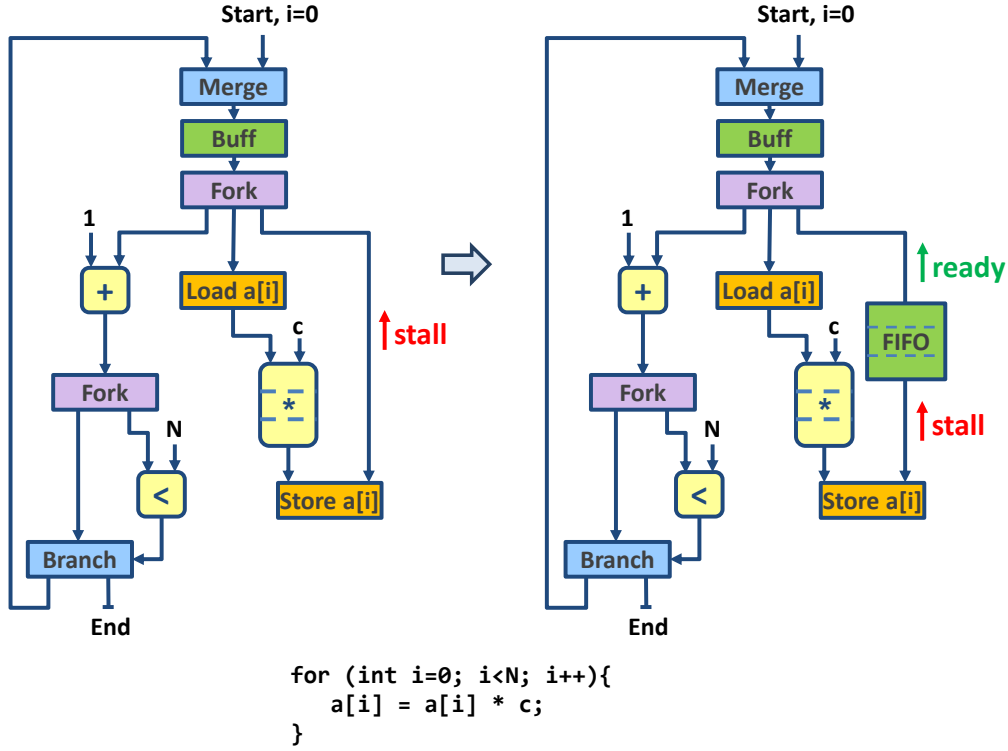 Start, i=0
Merge
Buff
Fork
1
+
Load a[i]
c
stall
Fork
*
N
<
Store a[i]
Branch
End
Start, i=0
Merge
Buff
Fork
1
ready
+
Load a[i]
c
FIFO
Fork
*
stall
N
<
Store a[i]
Branch
End
for (int i=0; i<N; i++){
a[i] = a[i] * c;
}